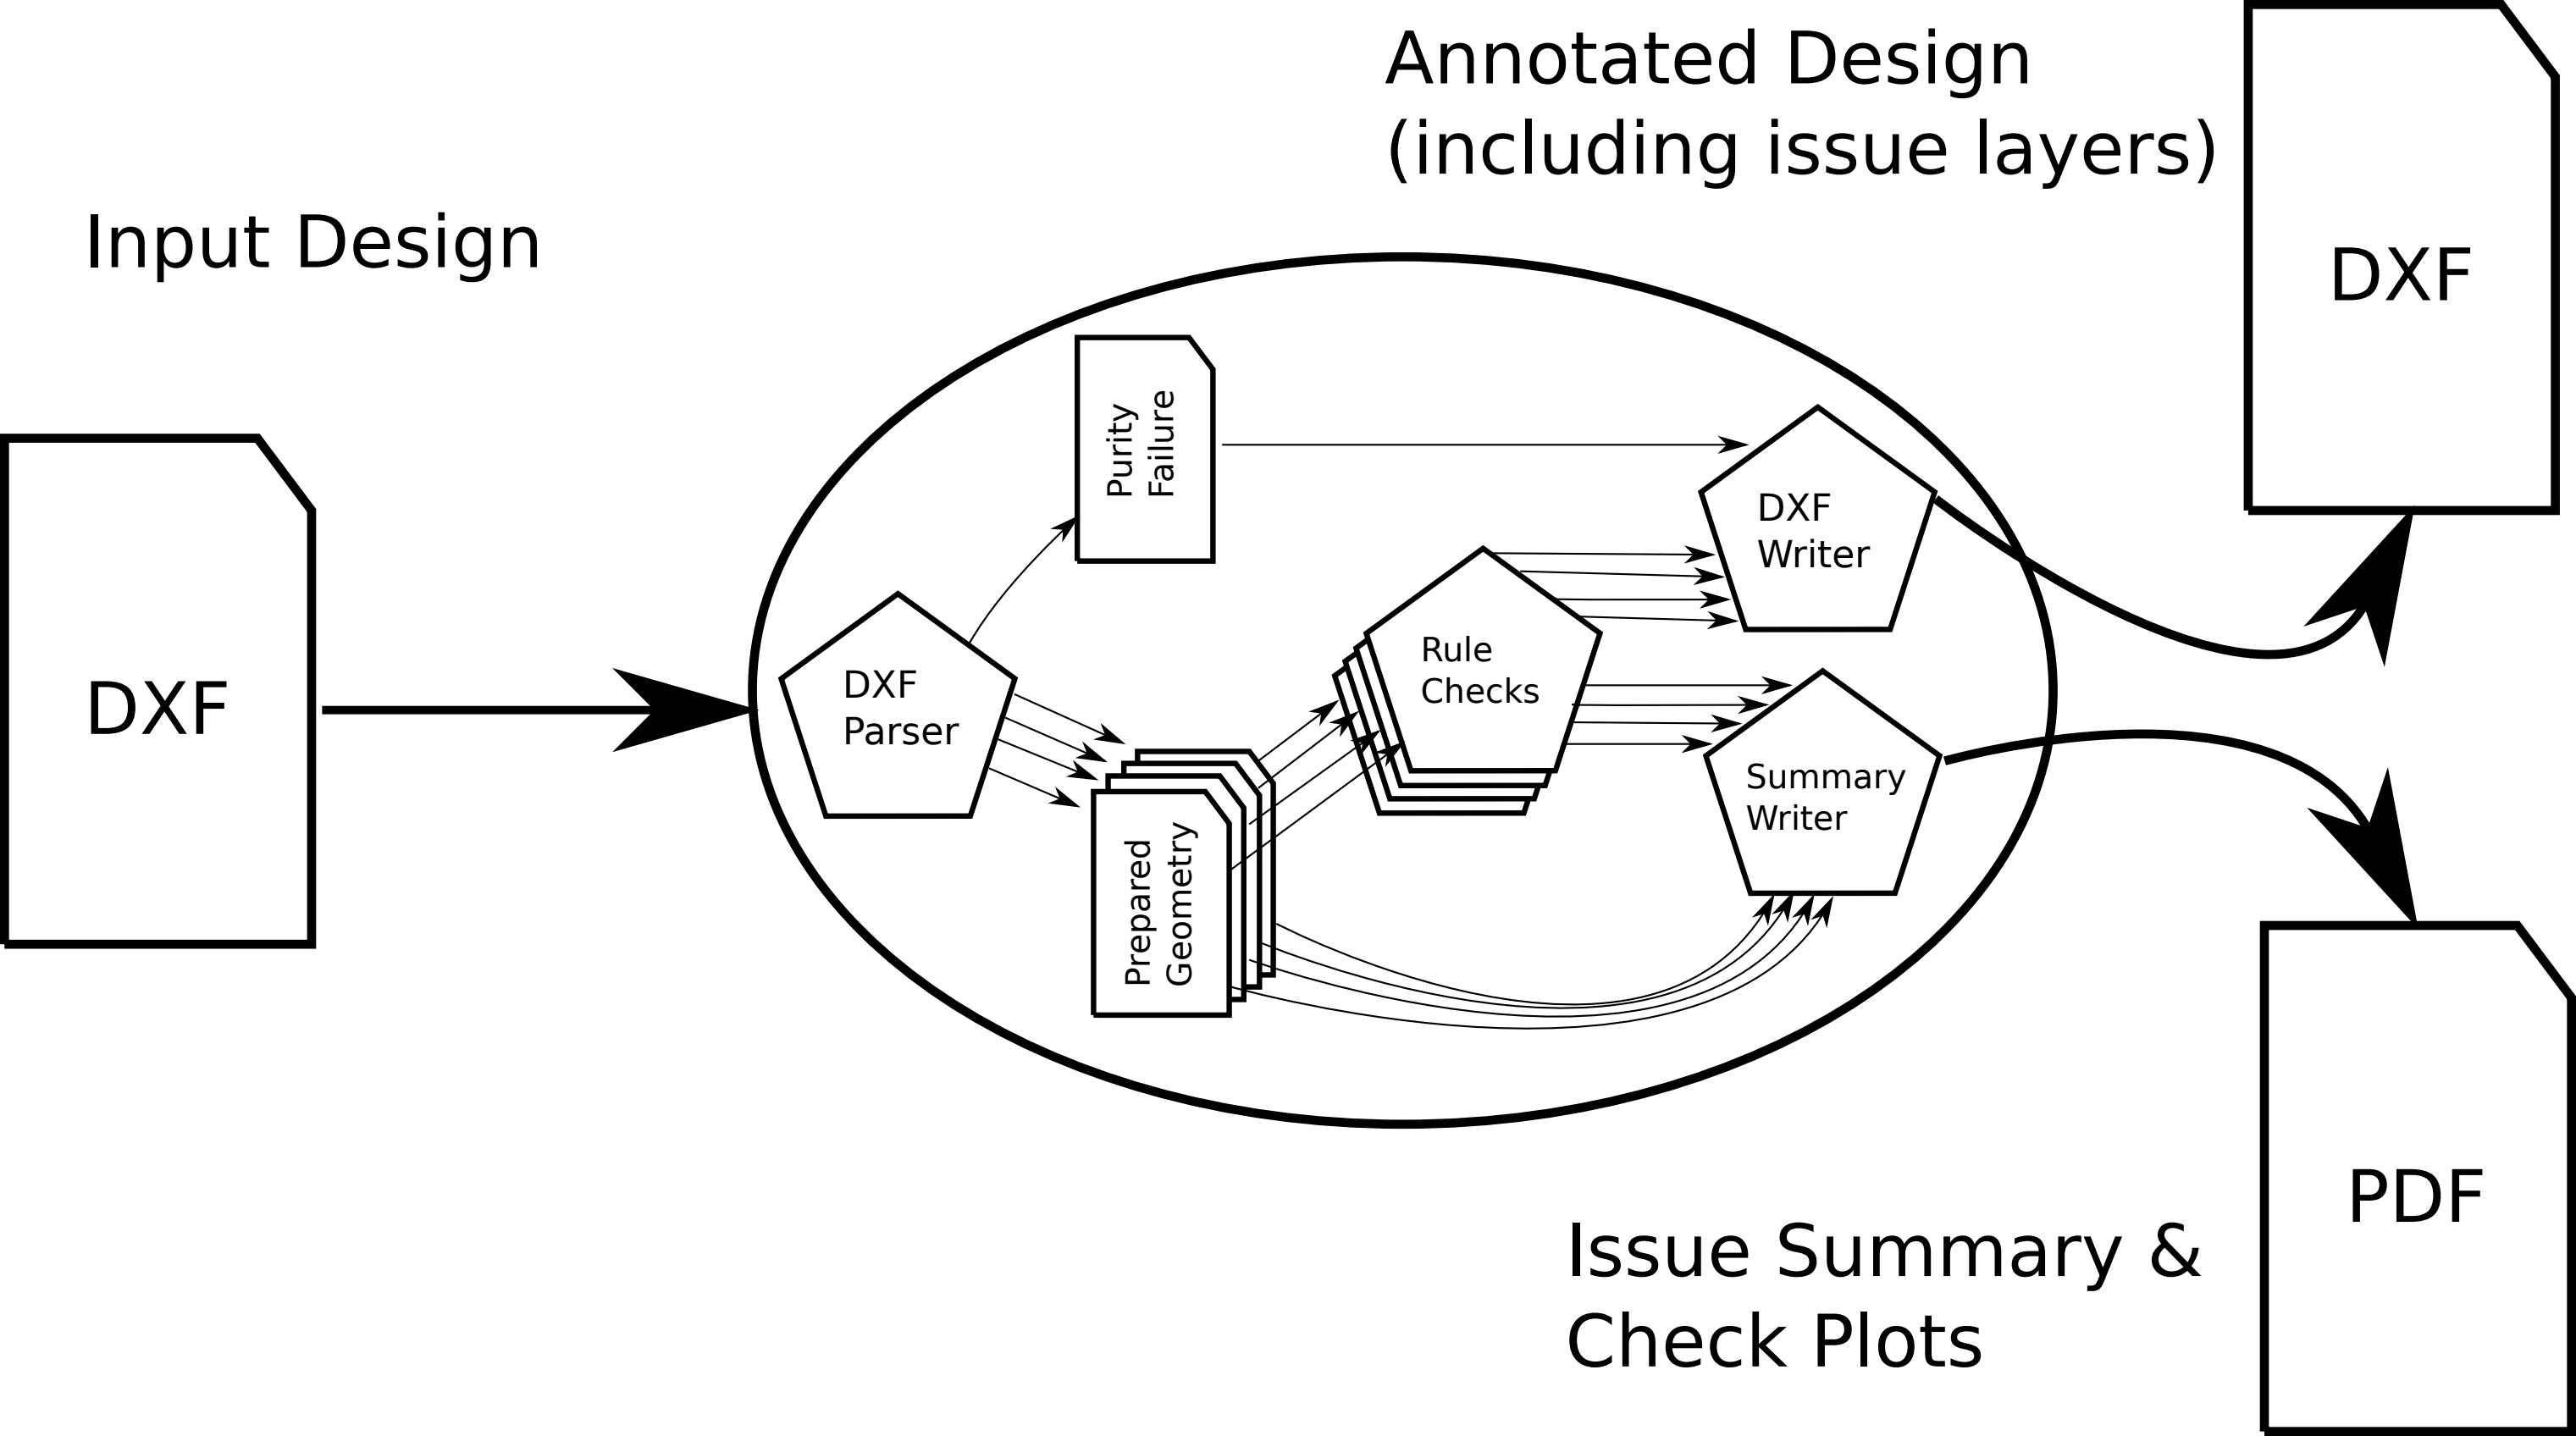 Annotated Design
(including issue layers)
Input Design
DXF
DXF
Purity
Failure
DXF
Parser
Prepared
Geometry
Rule
Checks
DXF
Writer
Summary
Writer
Issue Summary &
Check Plots
PDF